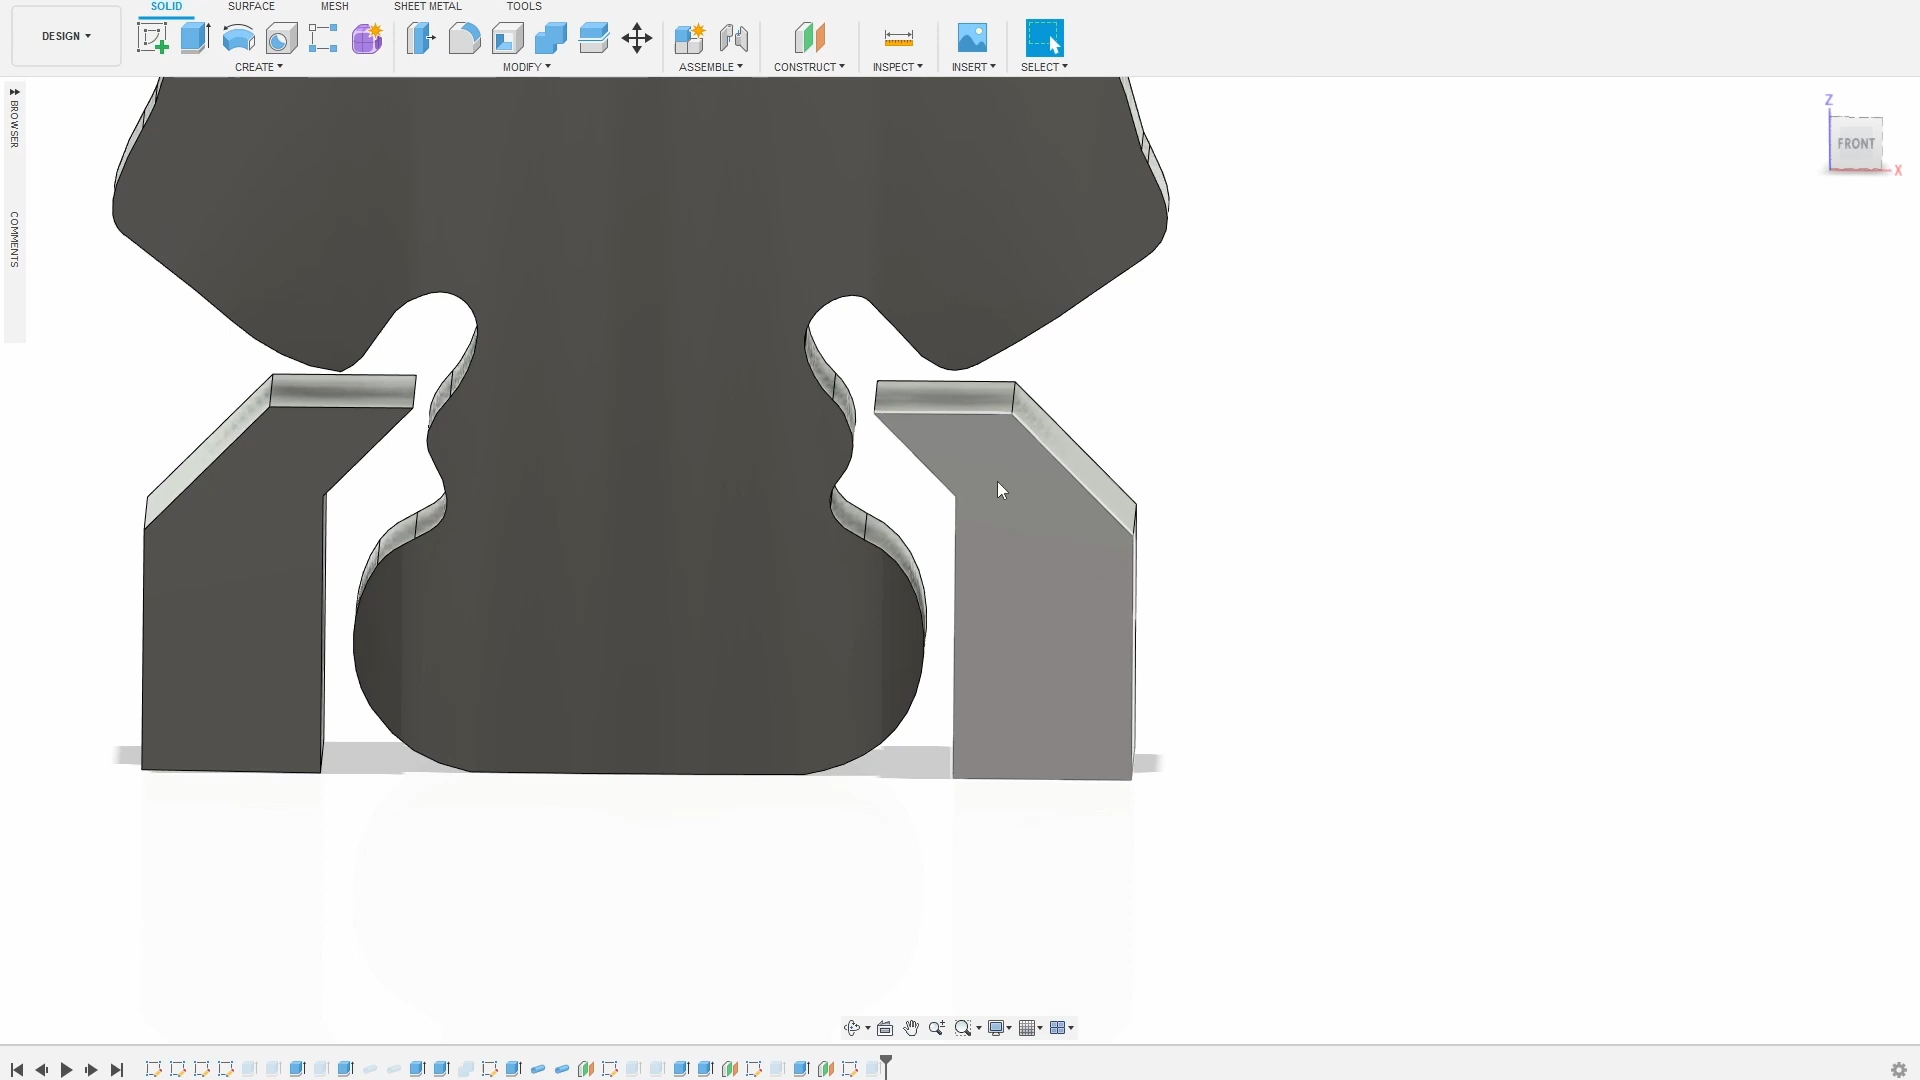 SOLID SURFACE MESH SHEET METAL TOOLS
DESIGN
CREATE MODIFY ASSEMBLE CONSTRUCT INSPECT INSERT SELECT
BROWSER
COMMENTS
Z
FRONT
X